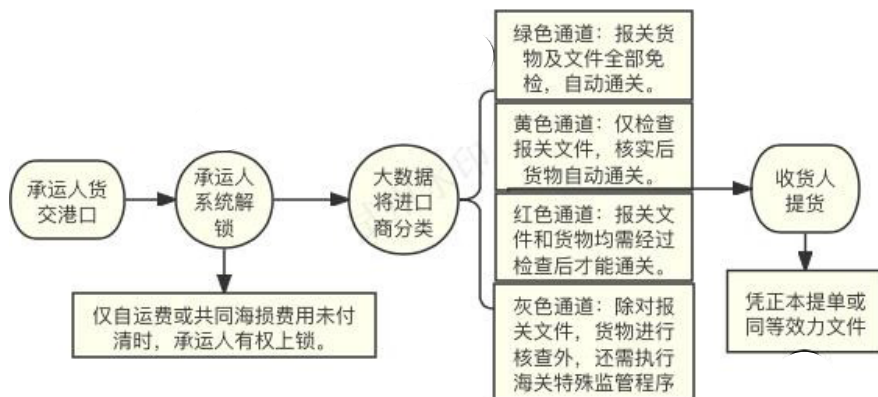 承运人货
交港口
承运人
系统解
锁
仅自运费或共同海损费用未付
清时，承运人有权上锁。
大数据
将进口
商分类
绿色通道：报关货
物及文件全部免
检，自动通关。
黄色通道：仅检查
报关文件，核实后
货物自动通关。
红色通道：报关文
件和货物均需经过
检查后才能通关。
灰色通道：除对报
关文件，货物进行
核查外，还需执行
海关特殊监管程序
收货人
提货
凭正本提单或
同等效力文件